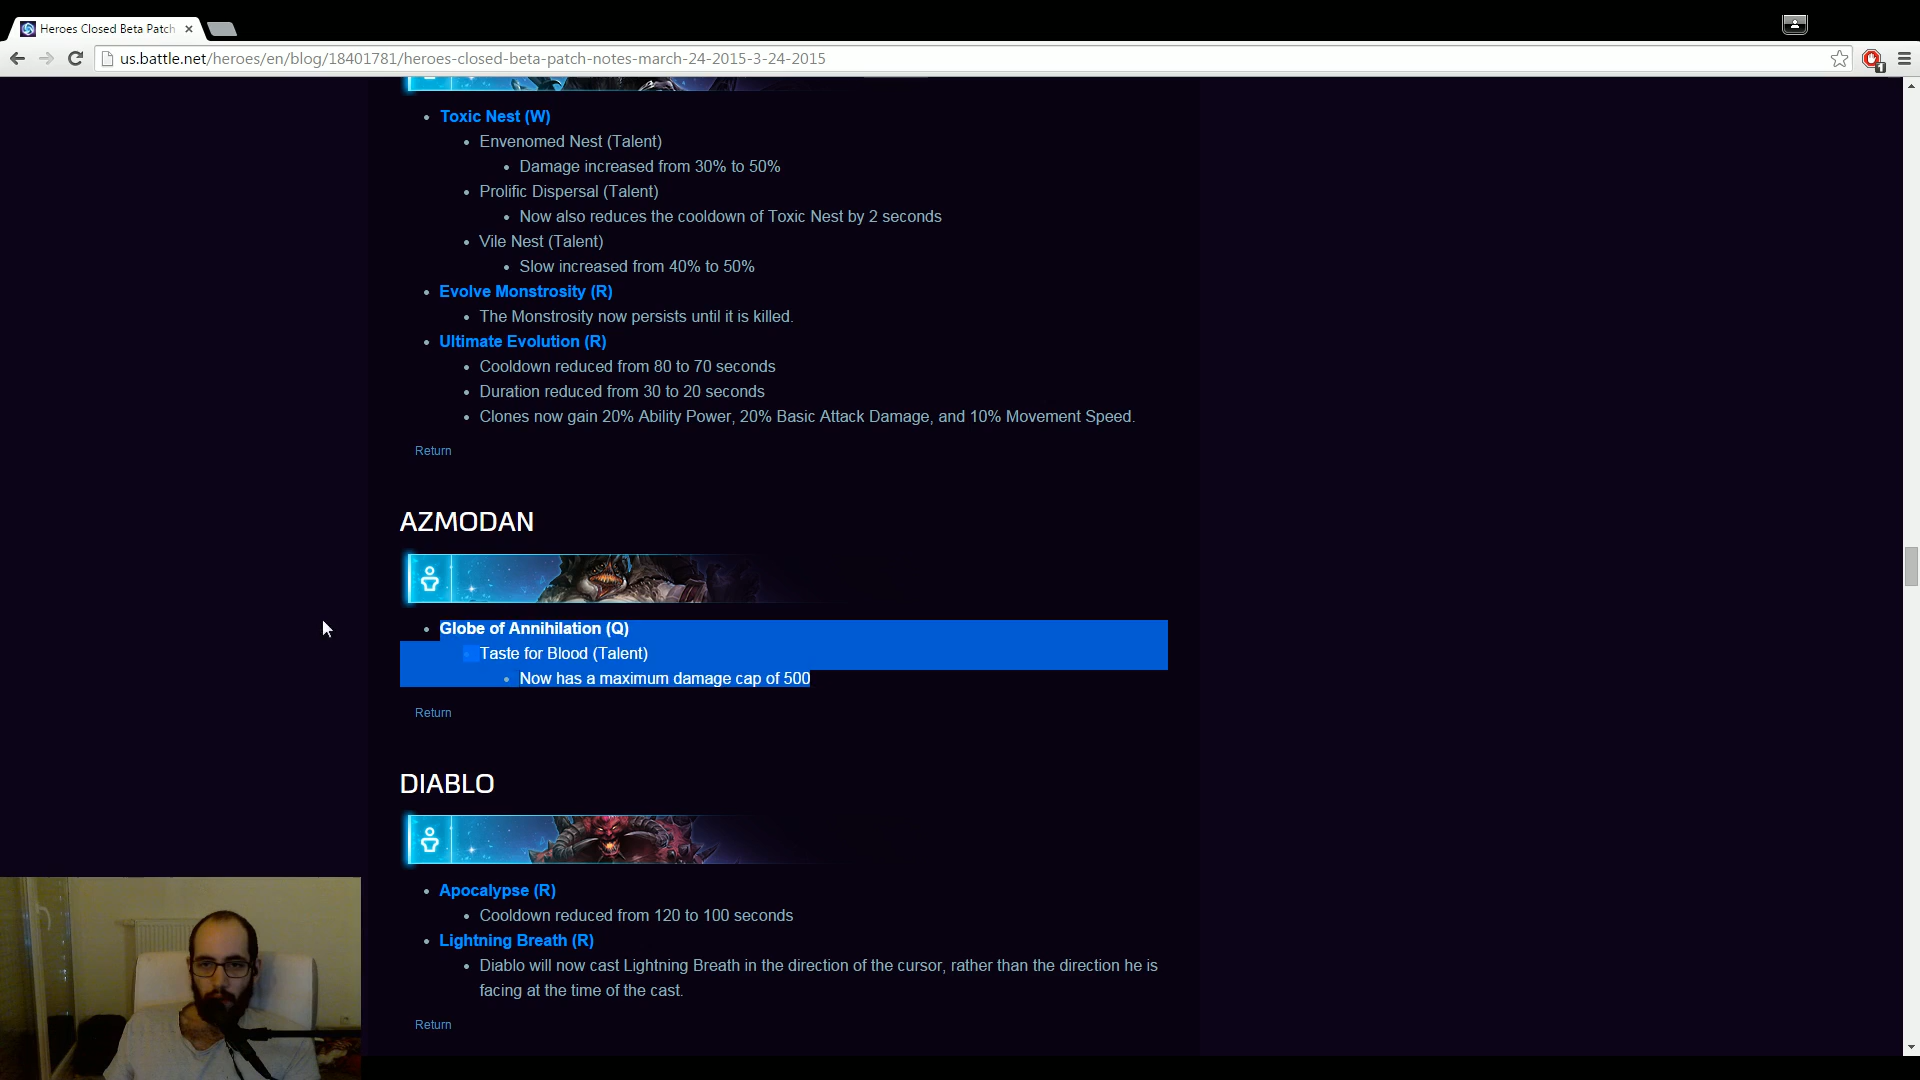 Heroes Closed Beta Patch
us.battle.net/heroes/en/blog/18401781/heroes-closed-beta-patch-notes-march-24-2015-3-24-2015
1
Toxic Nest (W)
Envenomed Nest (Talent)
Damage increased from 30% to 50%
Prolific Dispersal (Talent)
Now also reduces the cooldown of Toxic Nest by 2 seconds
Vile Nest (Talent)
Slow increased from 40% to 50%
Evolve Monstrosity (R)
The Monstrosity now persists until it is killed.
Ultimate Evolution (R)
Cooldown reduced from 80 to 70 seconds
Duration reduced from 30 to 20 seconds
Clones now gain 20% Ability Power, 20% Basic Attack Damage, and 10% Movement Speed.
Return
AZMODAN
Globe of Annihilation (Q)
Taste for Blood (Talent)
Now has a maximum damage cap of 500
Return
DIABLO
Apocalypse (R)
Cooldown reduced from 120 to 100 seconds
Lightning Breath (R)
Diablo will now cast Lightning Breath in the direction of the cursor, rather than the direction he is
facing at the time of the cast.
Return